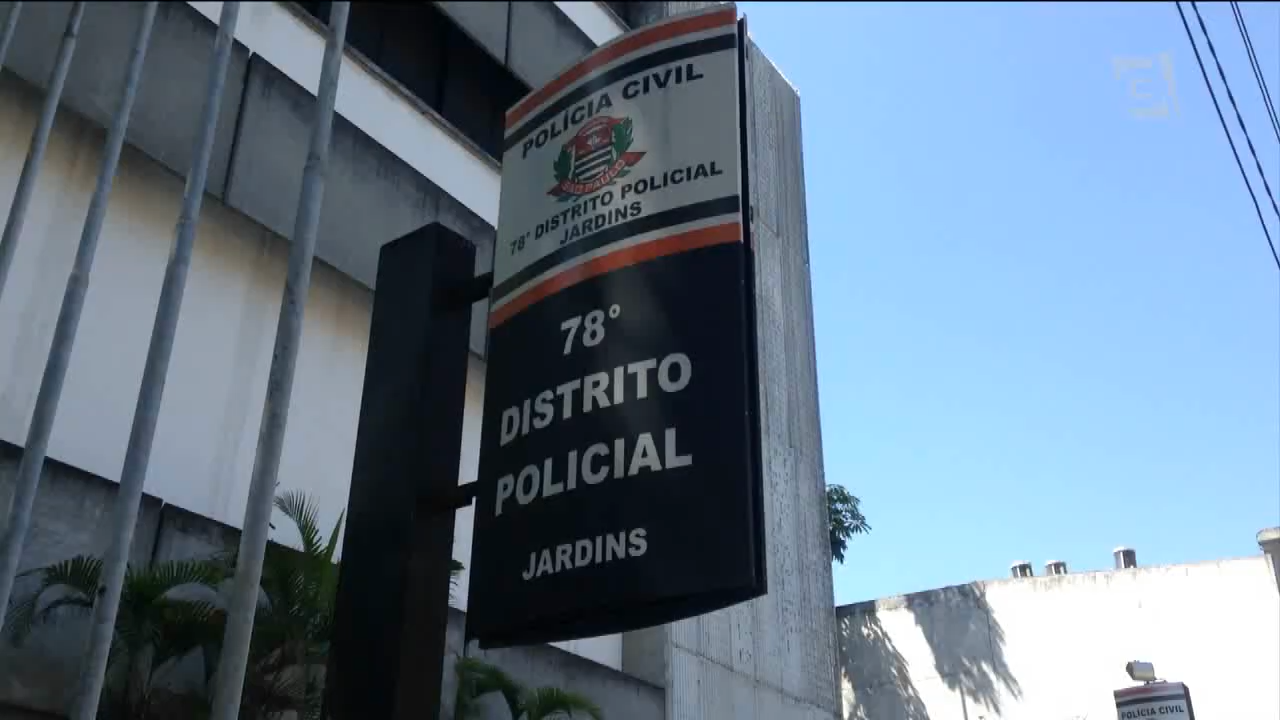 POLÍCIA CIVIL
SÃO PAULO
78° DISTRITO POLICIAL
JARDINS
78°
DISTRITO
POLICIAL
JARDINS
POLÍCIA CIVIL